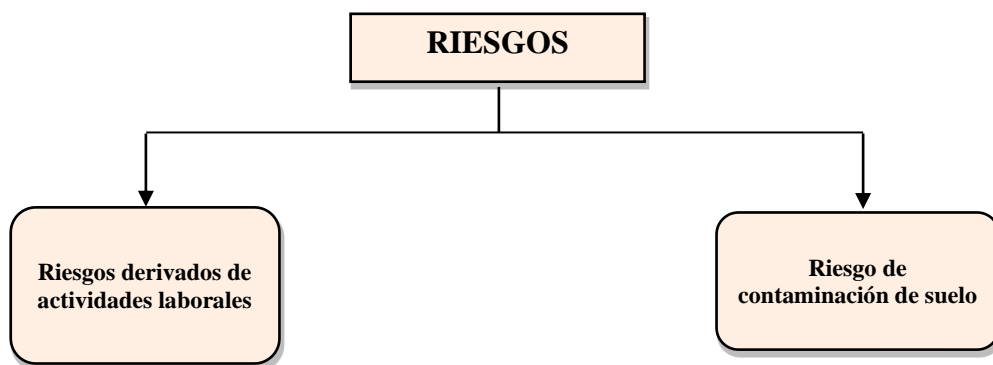 RIESGOS
Riesgos derivados de
actividades laborales
Riesgo de
contaminación de suelo